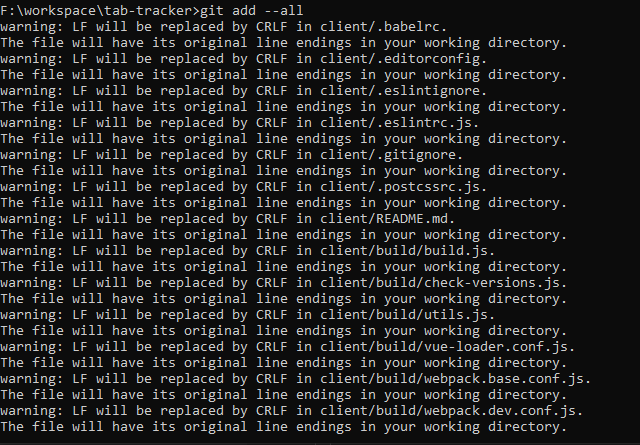 F:\workspace\tab-tracker>git add --all
warning: LF will be replaced by CRLF in client/.babelrc.
The file will have its original line endings in your working directory.
warning: LF will be replaced by CRLF in client/.editorconfig.
The file will have its original line endings in your working directory.
warning: LF will be replaced by CRLF in client/.eslintignore.
The file will have its original line endings in your working directory.
warning: LF will be replaced by CRLF in client/.eslintrc.js.
The file will have its original line endings in your working directory.
warning: LF will be replaced by CRLF in client/.gitignore.
The file will have its original line endings in your working directory.
warning: LF will be replaced by CRLF in client/.postcssrc.js.
The file will have its original line endings in your working directory.
warning: LF will be replaced by CRLF in client/README.md.
The file will have its original line endings in your working directory.
warning: LF will be replaced by CRLF in client/build/build.js.
The file will have its original line endings in your working directory.
warning: LF will be replaced by CRLF in client/build/check-versions.js.
The file will have its original line endings in your working directory.
warning: LF will be replaced by CRLF in client/build/utils.js.
The file will have its original line endings in your working directory.
warning: LF will be replaced by CRLF in client/build/vue-loader.conf.js.
The file will have its original line endings in your working directory.
warning: LF will be replaced by CRLF in client/build/webpack.base.conf.js.
The file will have its original line endings in your working directory.
warning: LF will be replaced by CRLF in client/build/webpack.dev.conf.js.
The file will have its original line endings in your working directory.